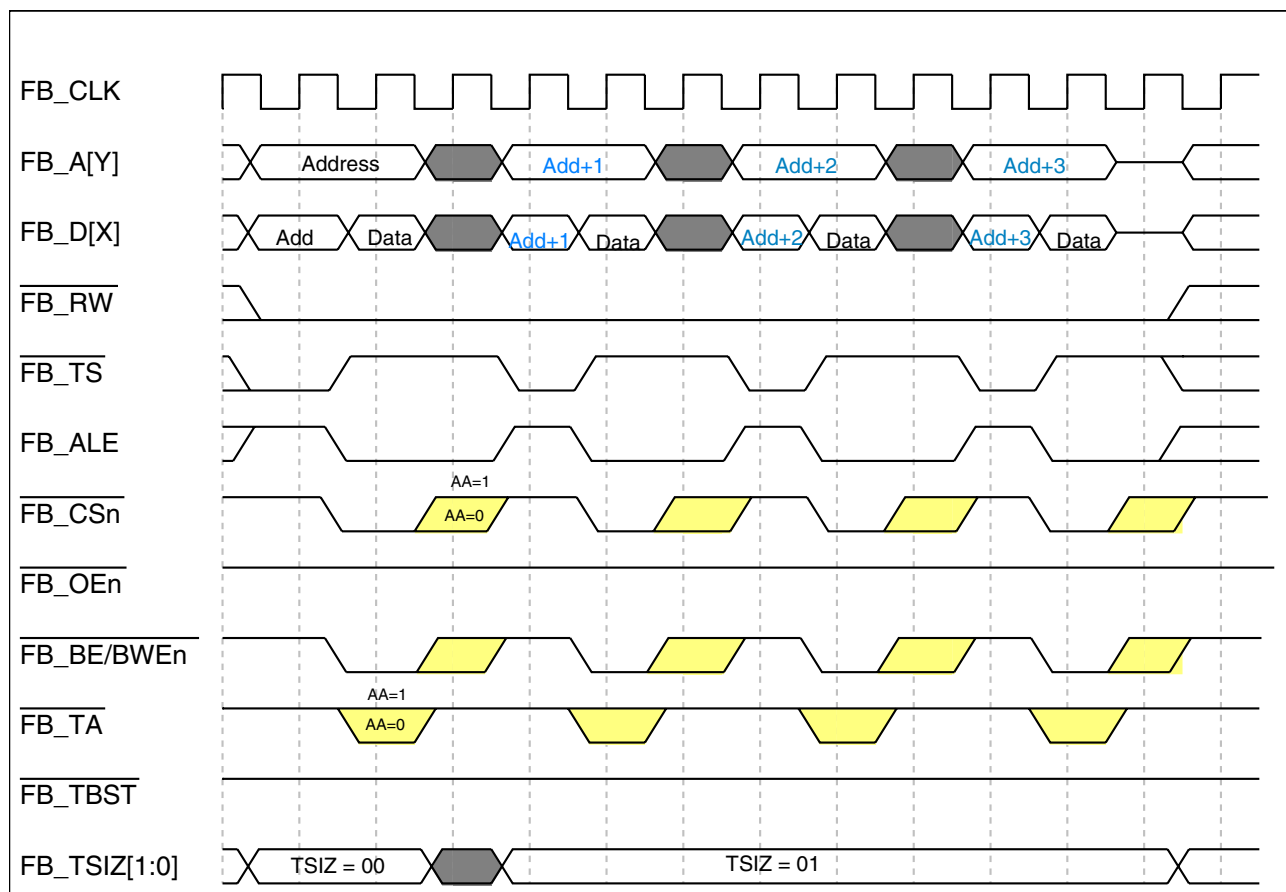 FB_CLK
FB_A[Y] Address Add+1 Add+2 Add+3
FB_D[X] Add Data Add+1 Data Add+2 Data Add+3 Data
FB_RW
FB_TS
FB_ALE
AA=1
FB_CSn AA=0
FB_OEn
FB_BE/BWEn
AA=1
FB_TA AA=0
FB_TBST
FB_TSIZ[1:0] TSIZ = 00 TSIZ = 01